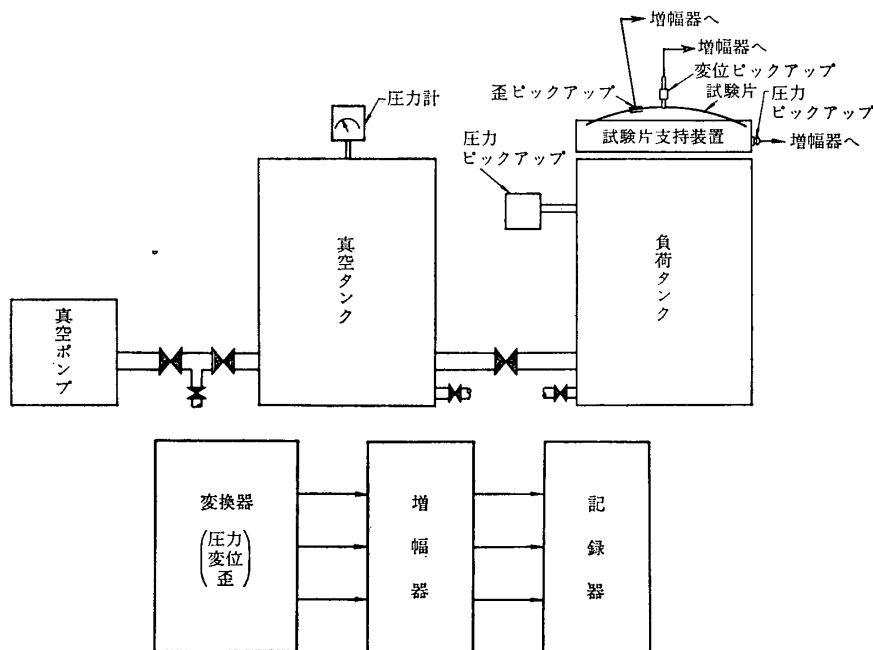 増幅器へ
増幅器へ
変位ピックアップ
歪ピックアップ
試験片
圧力
ピックアップ
試験片支持装置
増幅器へ
圧力計
圧力
ピックアップ
真空タンク
負荷タンク
真空ポンプ
変換器
圧力
変位
歪
増幅器
記録器